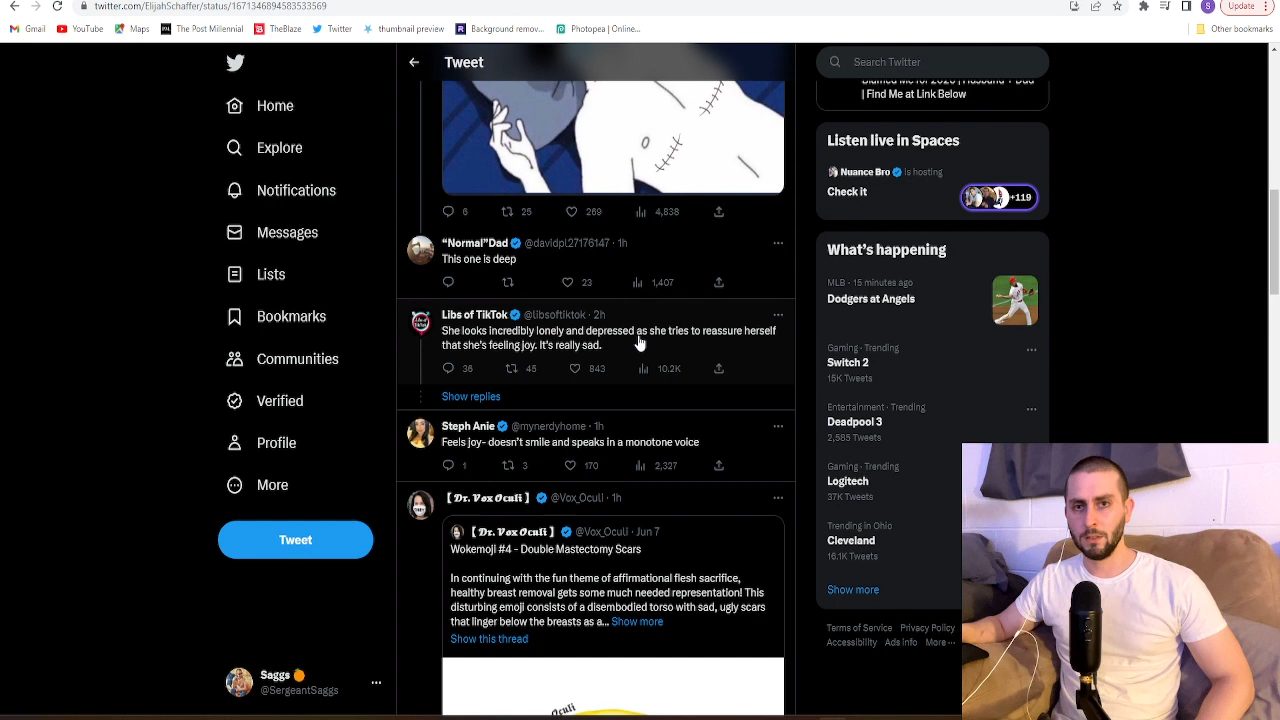 twitter.com/ElijahSchaffer/status/1671346894583533569
S
Update
Gmail
YouTube
Maps
The Post Millennial
TheBlaze
Twitter
thumbnail preview
Background remov...
Photopea | Online...
Other bookmarks
Home
Explore
Notifications
Messages
Lists
Bookmarks
Communities
Verified
Profile
More
Tweet
Saggs 🍊
@SergeantSaggs
Tweet
6 25 269 4,838
“Normal”Dad @davidpl27176147 · 1h
This one is deep
23 1,407
Libs of TikTok @libsoftiktok · 2h
She looks incredibly lonely and depressed as she tries to reassure herself
that she's feeling joy. It's really sad.
36 45 843 10.2K
Show replies
Steph Anie @mynerdyhome · 1h
Feels joy- doesn't smile and speaks in a monotone voice
1 3 170 2,327
【 𝕯𝖗. 𝖁𝖔𝖝 𝕺𝖈𝖚𝖑𝖎 】 @Vox_Oculi · 1h
【 𝕯𝖗. 𝖁𝖔𝖝 𝕺𝖈𝖚𝖑𝖎 】 @Vox_Oculi · Jun 7
Wokemoji #4 - Double Mastectomy Scars
In continuing with the fun theme of affirmational flesh sacrifice,
healthy breast removal gets some much needed representation! This
disturbing emoji consists of a disembodied torso with sad, ugly scars
that linger below the breasts as a... Show more
Show this thread
Oculi
Search Twitter
Blamed Me for 2020 | Husband + Dad
| Find Me at Link Below
Listen live in Spaces
Nuance Bro is hosting
Check it
+119
What's happening
MLB · 15 minutes ago
Dodgers at Angels
Gaming · Trending
Switch 2
15K Tweets
Entertainment · Trending
Deadpool 3
2,585 Tweets
Gaming · Trending
Logitech
37K Tweets
Trending in Ohio
Cleveland
16.1K Tweets
Show more
Terms of Service Privacy Policy
Accessibility Ads info More ···